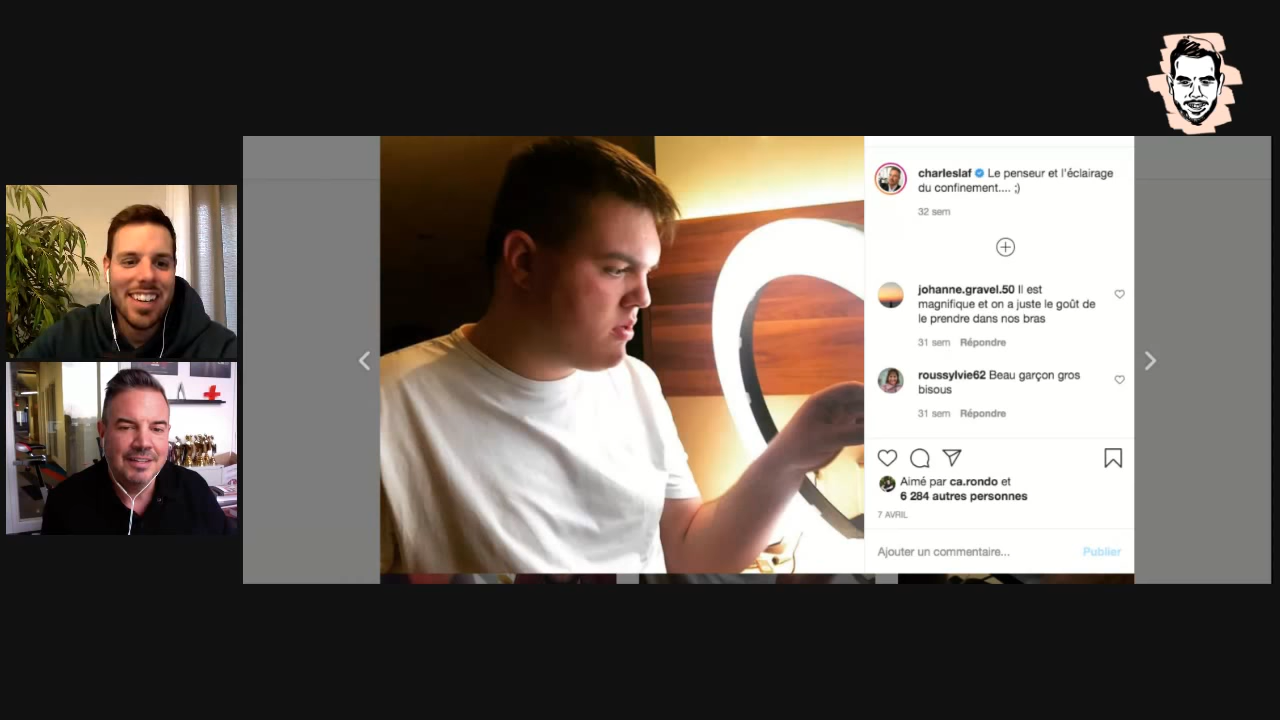 charleslaf Le penseur et l'éclairage
du confinement.... ;)
32 sem
johanne.gravel.50 Il est
magnifique et on a juste le goût de
le prendre dans nos bras
31 sem Répondre
roussylvie62 Beau garçon gros
bisous
31 sem Répondre
Aimé par ca.rondo et
6 284 autres personnes
7 AVRIL
Ajouter un commentaire... Publier